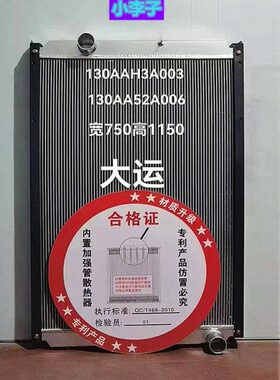 小李子
130AAH3A003
130AA52A006
宽750高1150
大运
材质升级
合格证
内置加强管散热器
专利产品仿冒必究
执行标准: QC/T468-2010
检验员: 01
专利产品